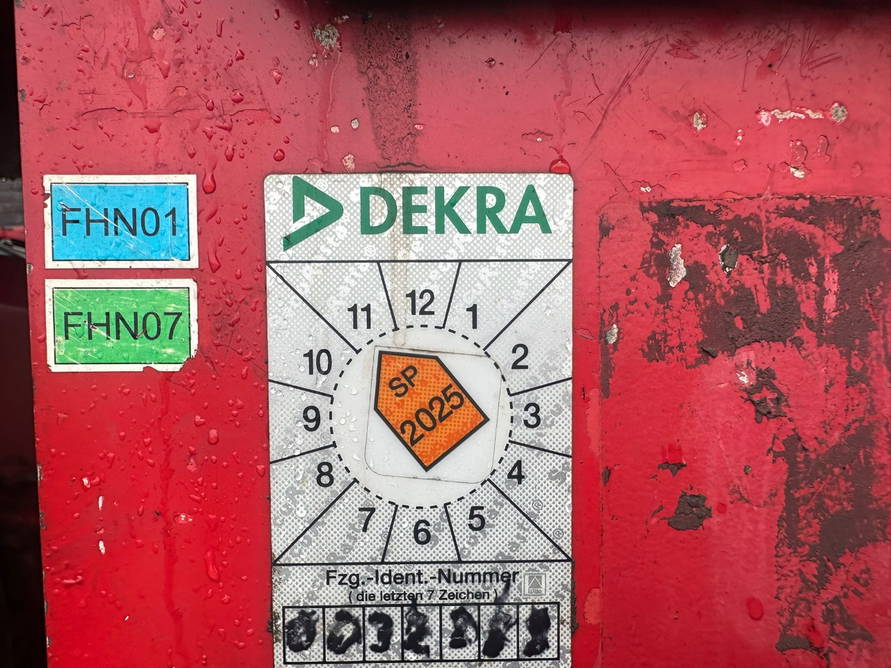 FHN01
FHN07
DEKRA
12
1
2
3
4
5
6
7
8
9
10
11
SP
2025
Fzg.-Ident.-Nummer
( die letzten 7 Zeichen )